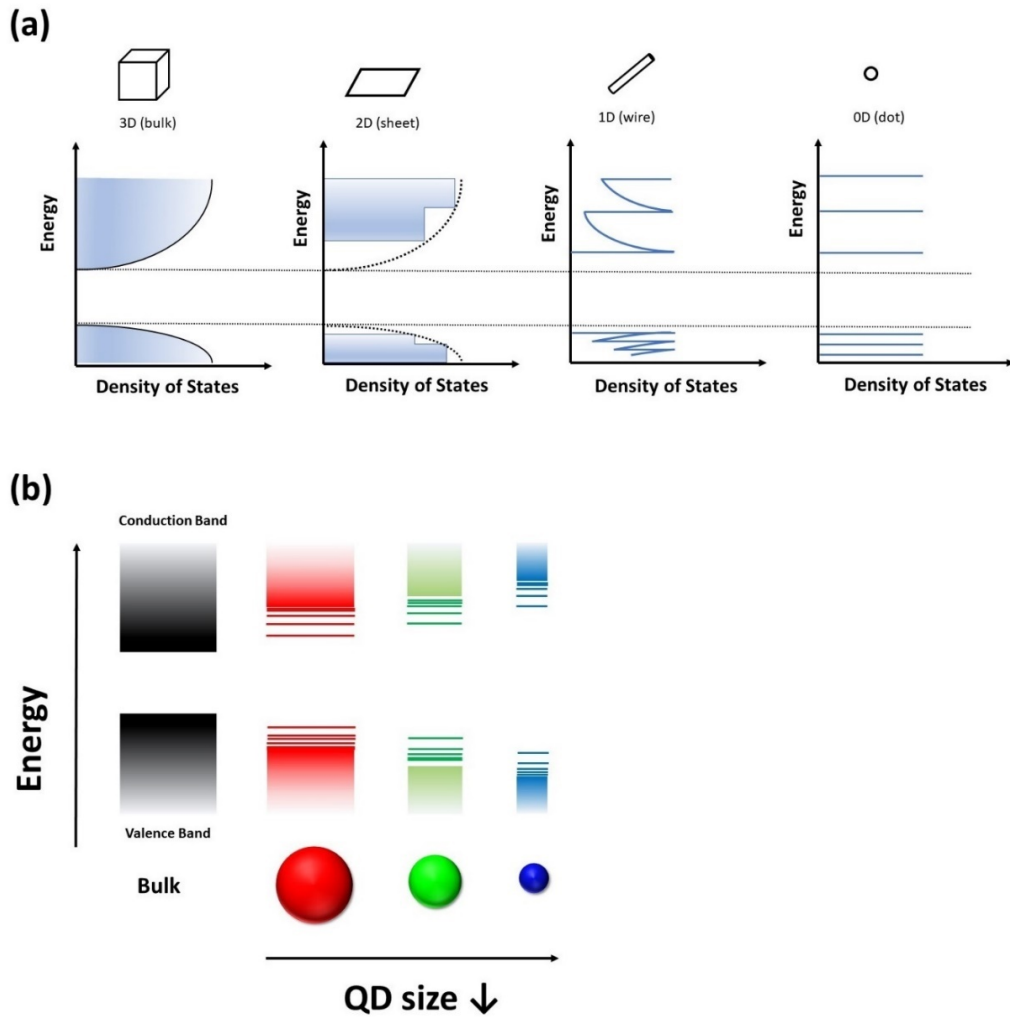 (a)
3D (bulk)
2D (sheet)
1D (wire)
0D (dot)
Energy
Energy
Energy
Energy
Density of States
Density of States
Density of States
Density of States
(b)
Conduction Band
Energy
Valence Band
Bulk
QD size ↓